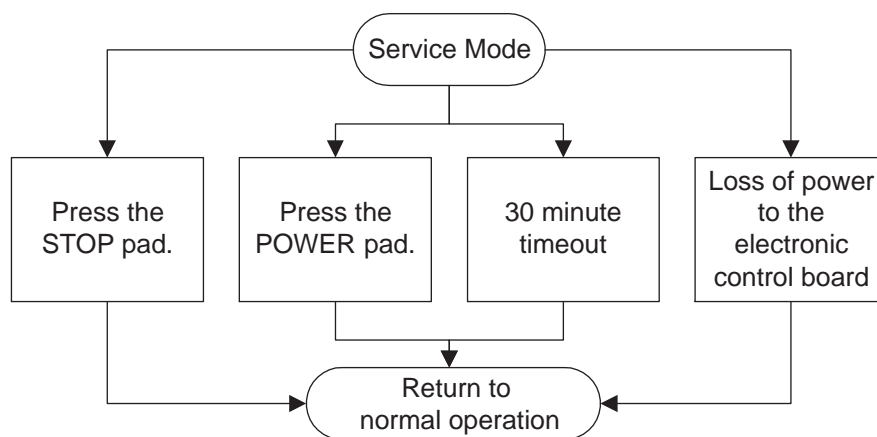 Service Mode
Press the
STOP pad.
Press the
POWER pad.
30 minute
timeout
Loss of power
to the
electronic
control board
Return to
normal operation